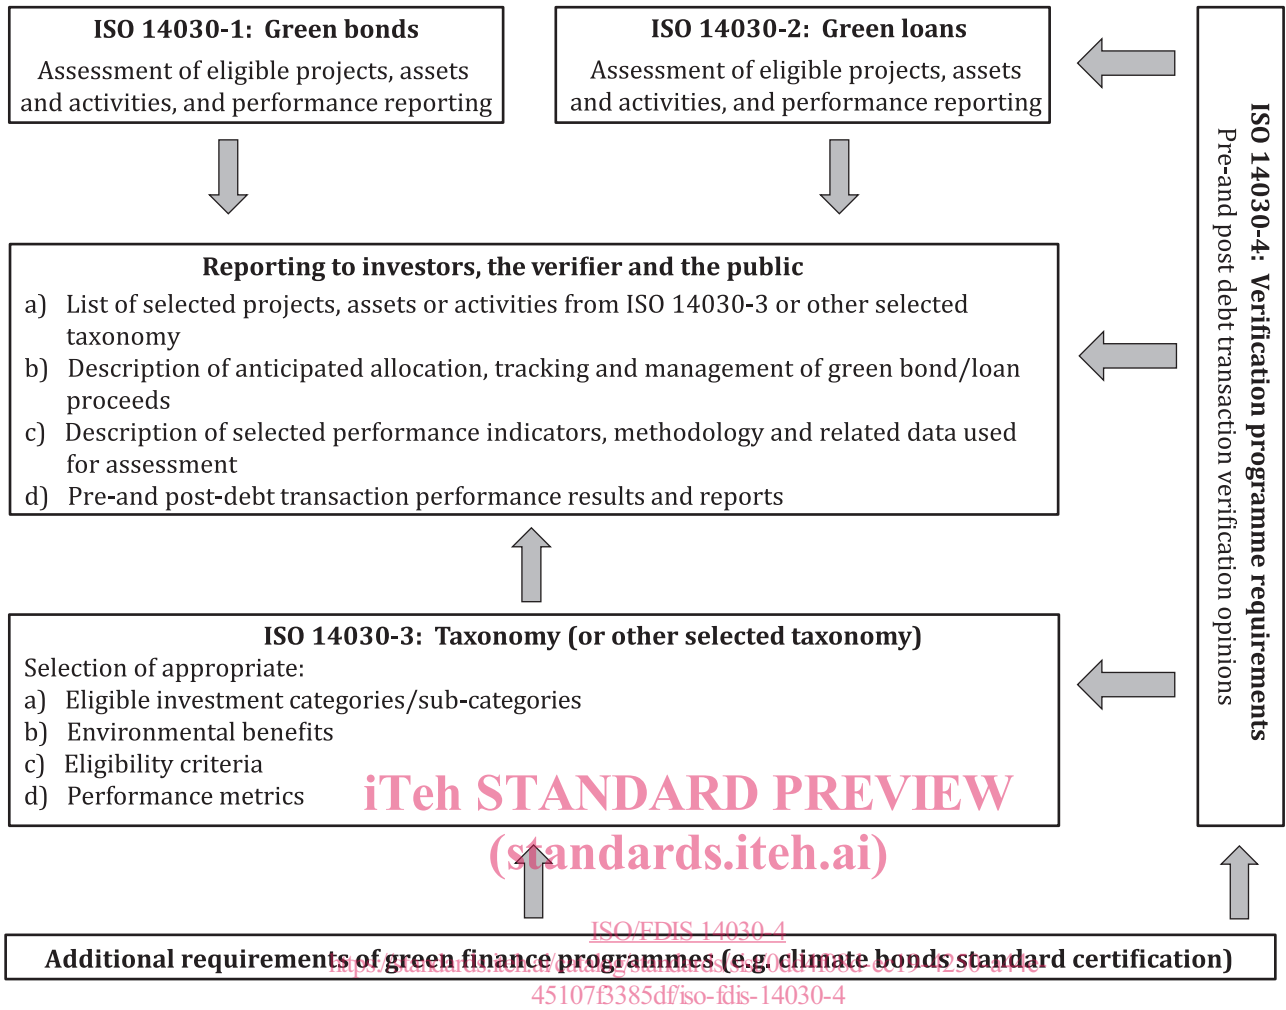 ISO 14030-1: Green bonds
Assessment of eligible projects, assets
and activities, and performance reporting
ISO 14030-2: Green loans
Assessment of eligible projects, assets
and activities, and performance reporting
ISO 14030-4: Verification programme requirements
Pre-and post debt transaction verification opinions
Reporting to investors, the verifier and the public
a) List of selected projects, assets or activities from ISO 14030-3 or other selected
taxonomy
b) Description of anticipated allocation, tracking and management of green bond/loan
proceeds
c) Description of selected performance indicators, methodology and related data used
for assessment
d) Pre-and post-debt transaction performance results and reports
ISO 14030-3: Taxonomy (or other selected taxonomy)
Selection of appropriate:
a) Eligible investment categories/sub-categories
b) Environmental benefits
c) Eligibility criteria
d) Performance metrics
iTeh STANDARD PREVIEW
(standards.iteh.ai)
ISO/FDIS 14030-4
Additional requirements of green finance programmes (e.g. climate bonds standard certification)
45107f3385df/iso-fdis-14030-4